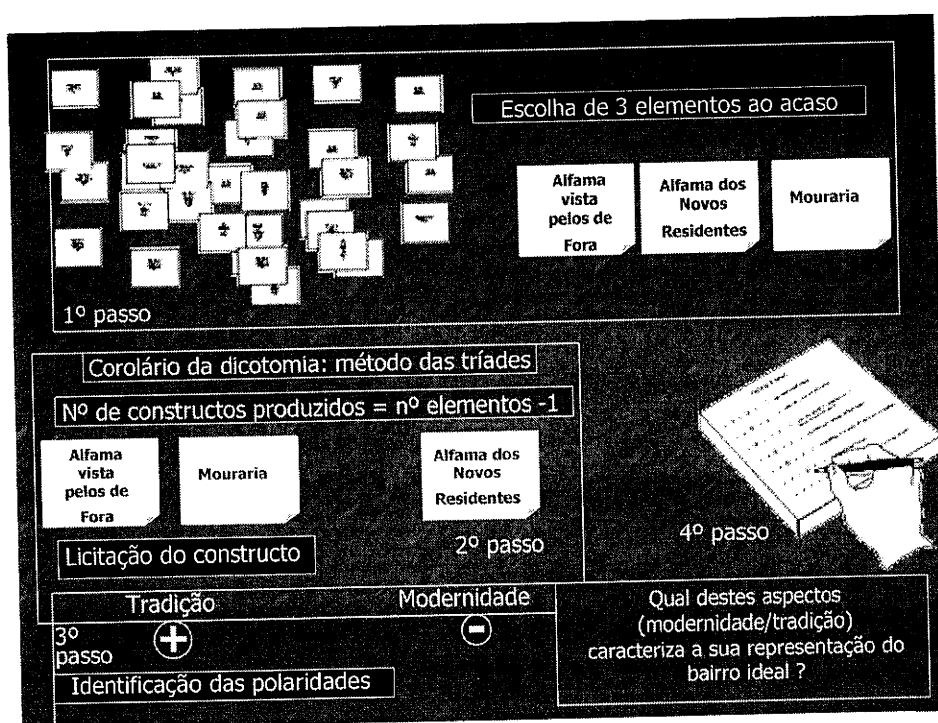 Escolha de 3 elementos ao acaso
Alfama
vista
pelos de
Fora
Alfama dos
Novos
Residentes
Mouraria
1º passo
Corolário da dicotomia: método das tríades
Nº de constructos produzidos = nº elementos -1
Alfama
vista
pelos de
Fora
Mouraria
Alfama dos
Novos
Residentes
Licitação do constructo
2º passo
4º passo
Tradição
Modernidade
3º
passo
+
-
Identificação das polaridades
Qual destes aspectos
(modernidade/tradição)
caracteriza a sua representação do
bairro ideal ?